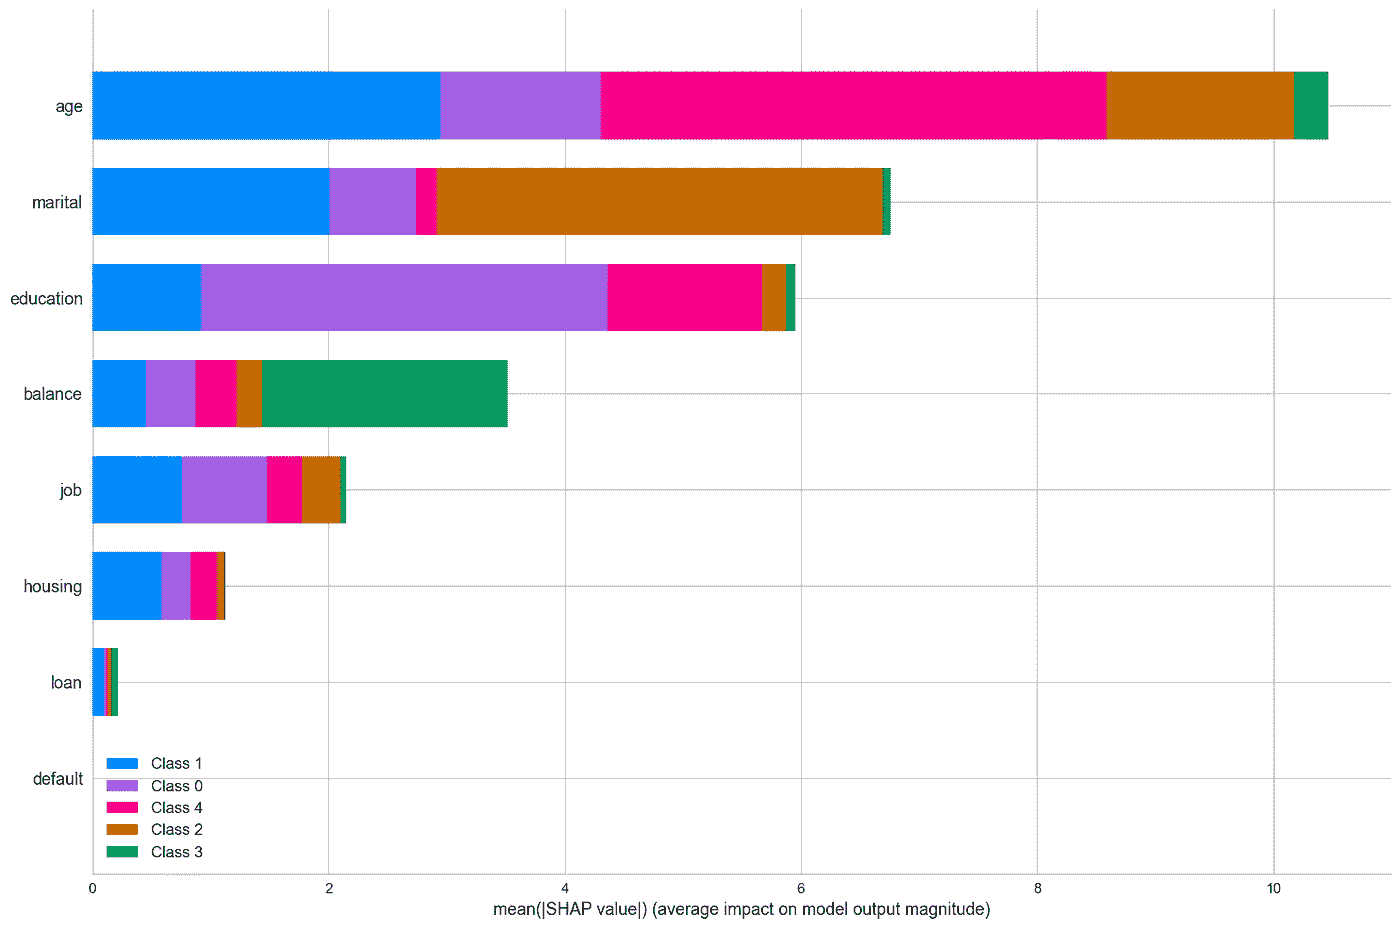 age
marital
education
balance
job
housing
loan
default
Class 1
Class 0
Class 4
Class 2
Class 3
0 2 4 6 8 10
mean(|SHAP value|) (average impact on model output magnitude)